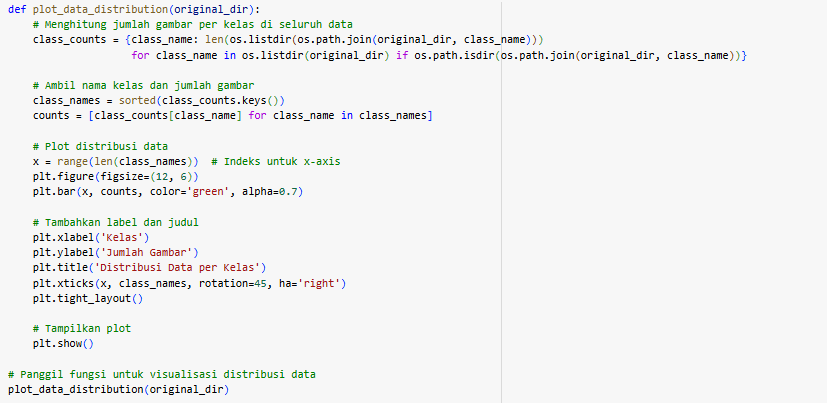 def plot_data_distribution(original_dir):
    # Menghitung jumlah gambar per kelas di seluruh data
    class_counts = {class_name: len(os.listdir(os.path.join(original_dir, class_name)))
                    for class_name in os.listdir(original_dir) if os.path.isdir(os.path.join(original_dir, class_name))}

    # Ambil nama kelas dan jumlah gambar
    class_names = sorted(class_counts.keys())
    counts = [class_counts[class_name] for class_name in class_names]

    # Plot distribusi data
    x = range(len(class_names))  # Indeks untuk x-axis
    plt.figure(figsize=(12, 6))
    plt.bar(x, counts, color='green', alpha=0.7)

    # Tambahkan label dan judul
    plt.xlabel('Kelas')
    plt.ylabel('Jumlah Gambar')
    plt.title('Distribusi Data per Kelas')
    plt.xticks(x, class_names, rotation=45, ha='right')
    plt.tight_layout()

    # Tampilkan plot
    plt.show()

# Panggil fungsi untuk visualisasi distribusi data
plot_data_distribution(original_dir)